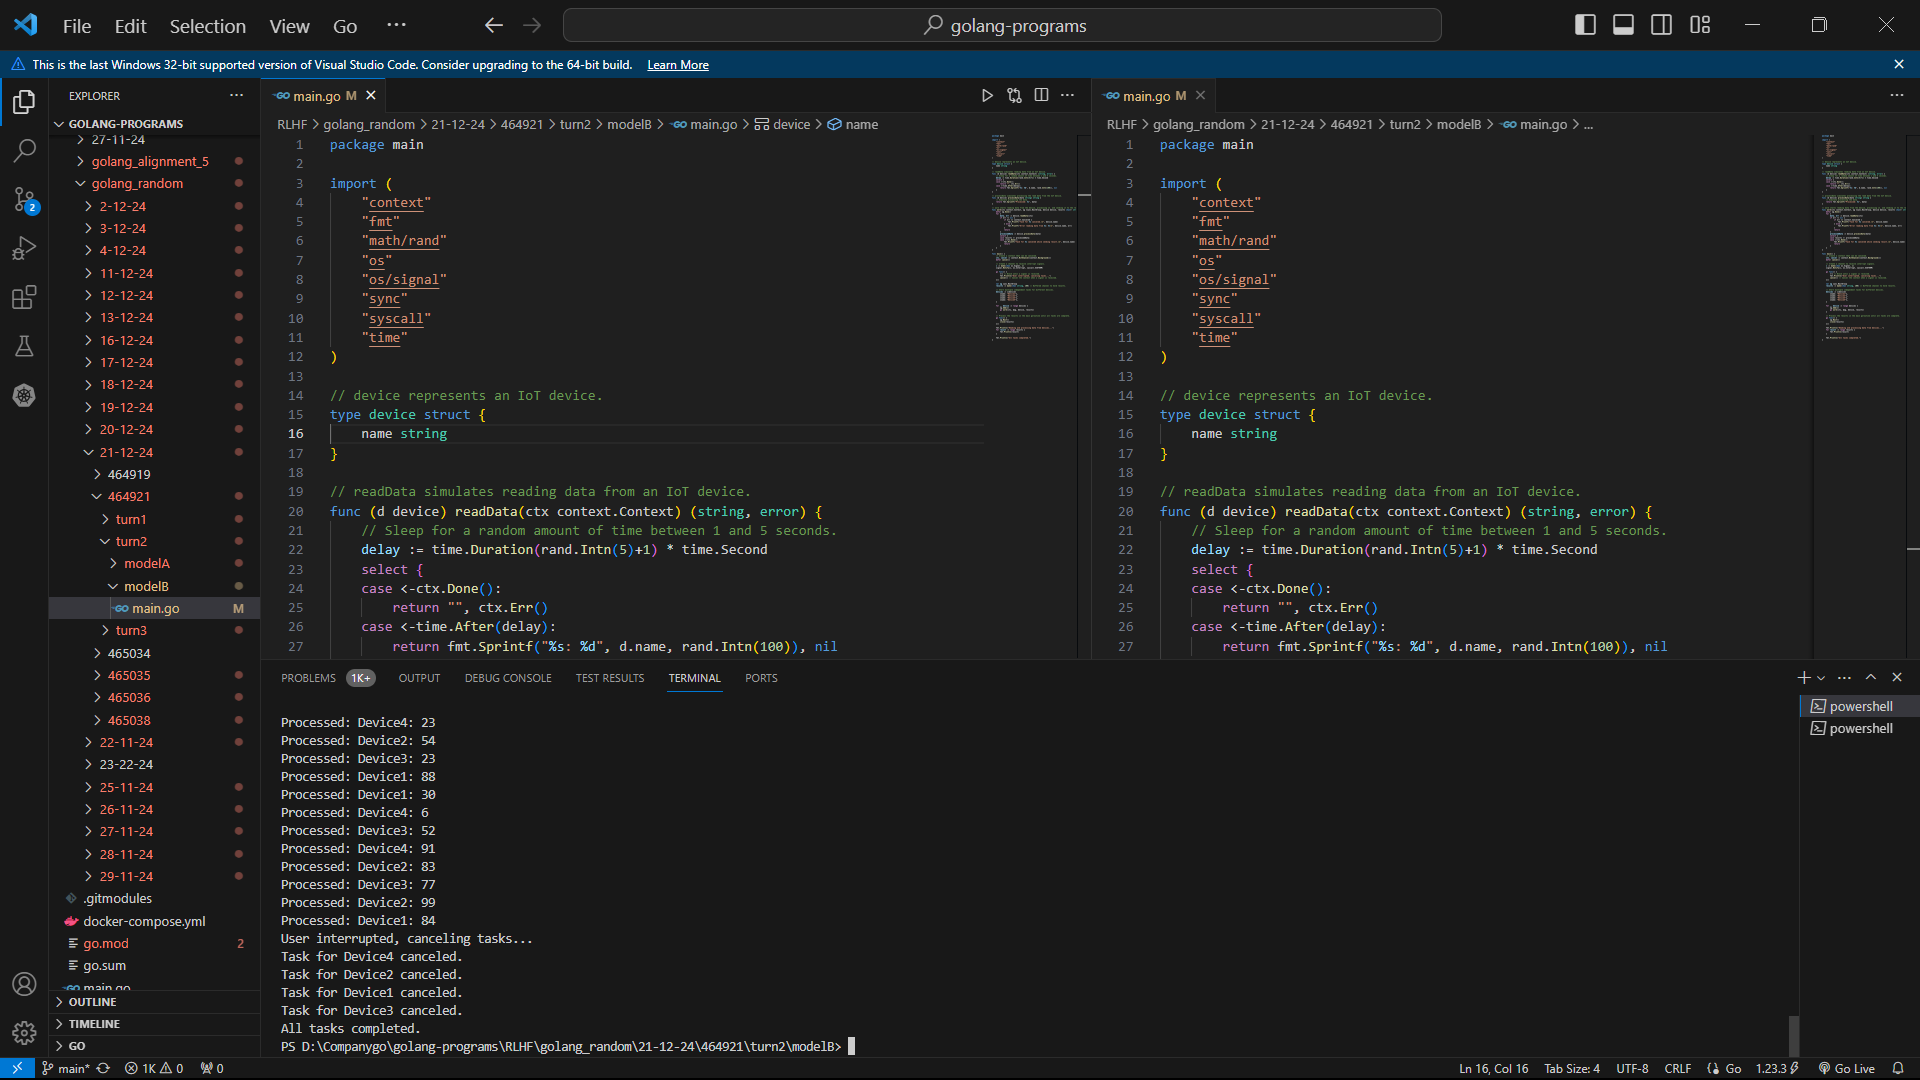 File Edit Selection View Go ...
golang-programs
This is the last Windows 32-bit supported version of Visual Studio Code. Consider upgrading to the 64-bit build. Learn More
EXPLORER
GOLANG-PROGRAMS
27-11-24
golang_alignment_5
golang_random
2-12-24
3-12-24
4-12-24
11-12-24
12-12-24
13-12-24
16-12-24
17-12-24
18-12-24
19-12-24
20-12-24
21-12-24
464919
464921
turn1
turn2
modelA
modelB
main.go M
turn3
465034
465035
465036
465038
22-11-24
23-22-24
25-11-24
26-11-24
27-11-24
28-11-24
29-11-24
.gitmodules
docker-compose.yml
go.mod 2
go.sum
main.go
OUTLINE
TIMELINE
GO
2
GO main.go M
RLHF > golang_random > 21-12-24 > 464921 > turn2 > modelB > GO main.go > device > name
1 package main
2
3 import (
4 "context"
5 "fmt"
6 "math/rand"
7 "os"
8 "os/signal"
9 "sync"
10 "syscall"
11 "time"
12 )
13
14 // device represents an IoT device.
15 type device struct {
16 name string
17 }
18
19 // readData simulates reading data from an IoT device.
20 func (d device) readData(ctx context.Context) (string, error) {
21 // Sleep for a random amount of time between 1 and 5 seconds.
22 delay := time.Duration(rand.Intn(5)+1) * time.Second
23 select {
24 case <-ctx.Done():
25 return "", ctx.Err()
26 case <-time.After(delay):
27 return fmt.Sprintf("%s: %d", d.name, rand.Intn(100)), nil
GO main.go M
RLHF > golang_random > 21-12-24 > 464921 > turn2 > modelB > GO main.go > ...
1 package main
2
3 import (
4 "context"
5 "fmt"
6 "math/rand"
7 "os"
8 "os/signal"
9 "sync"
10 "syscall"
11 "time"
12 )
13
14 // device represents an IoT device.
15 type device struct {
16 name string
17 }
18
19 // readData simulates reading data from an IoT device.
20 func (d device) readData(ctx context.Context) (string, error) {
21 // Sleep for a random amount of time between 1 and 5 seconds.
22 delay := time.Duration(rand.Intn(5)+1) * time.Second
23 select {
24 case <-ctx.Done():
25 return "", ctx.Err()
26 case <-time.After(delay):
27 return fmt.Sprintf("%s: %d", d.name, rand.Intn(100)), nil
PROBLEMS 1K+ OUTPUT DEBUG CONSOLE TEST RESULTS TERMINAL PORTS
Processed: Device4: 23
Processed: Device2: 54
Processed: Device3: 23
Processed: Device1: 88
Processed: Device1: 30
Processed: Device4: 6
Processed: Device3: 52
Processed: Device4: 91
Processed: Device2: 83
Processed: Device3: 77
Processed: Device2: 99
Processed: Device1: 84
User interrupted, canceling tasks...
Task for Device4 canceled.
Task for Device2 canceled.
Task for Device1 canceled.
Task for Device3 canceled.
All tasks completed.
PS D:\Companygo\golang-programs\RLHF\golang_random\21-12-24\464921\turn2\modelB>
powershell
powershell
main* 1K 0 0
Ln 16, Col 16 Tab Size: 4 UTF-8 CRLF Go 1.23.3 Go Live